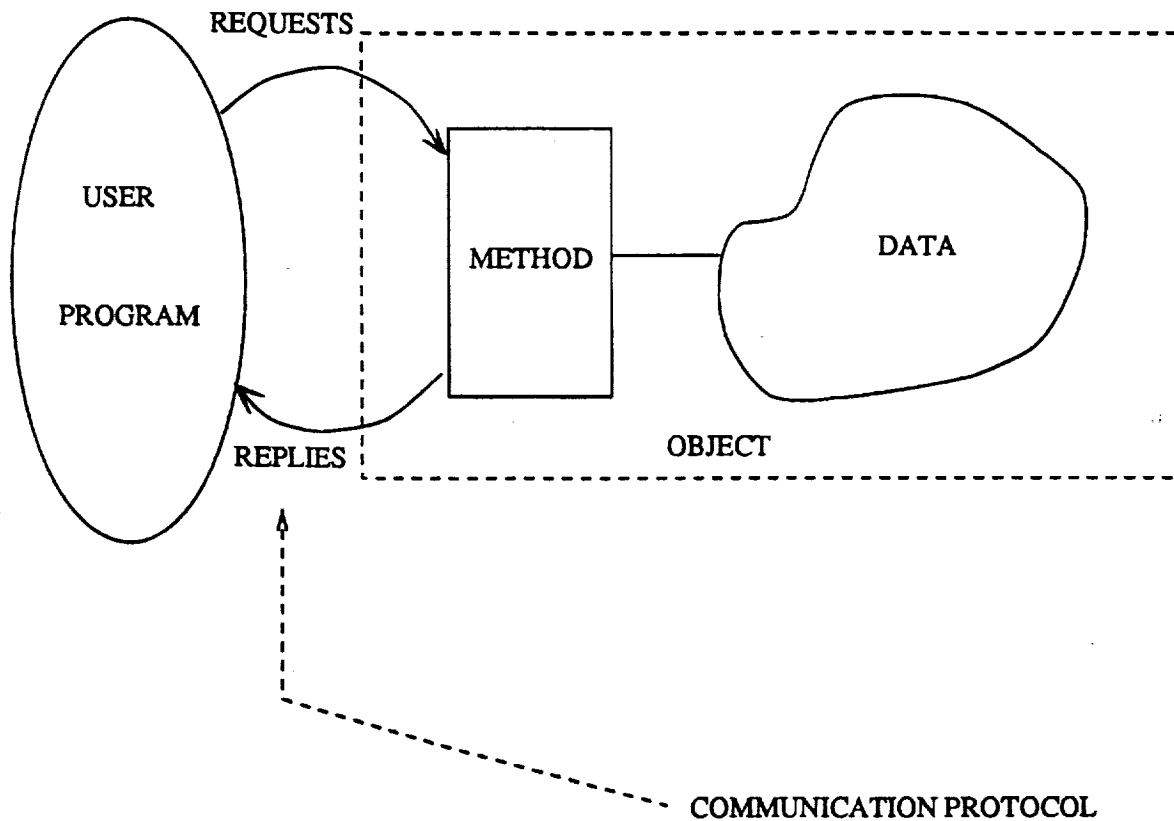 REQUESTS
USER
PROGRAM
METHOD
DATA
REPLIES
OBJECT
COMMUNICATION PROTOCOL